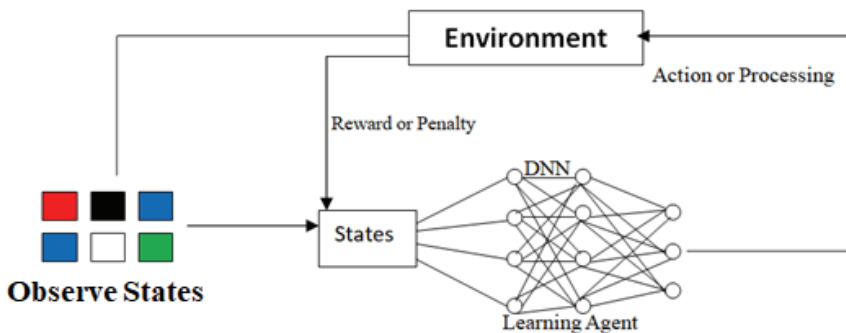 Environment
Action or Processing
Reward or Penalty
DNN
States
Observe States
Learning Agent